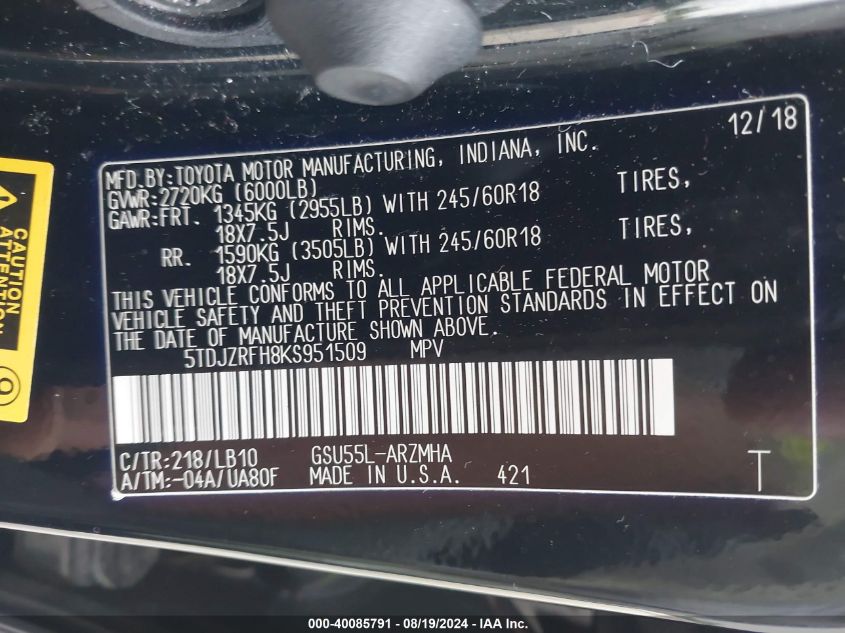 12/18
MFD.BY:TOYOTA MOTOR MANUFACTURING, INDIANA, INC.
GVWR:2720KG (6000LB)
GAWR:FRT. 1345KG (2955LB) WITH 245/60R18 TIRES,
18X7.5J RIMS.
RR. 1590KG (3505LB) WITH 245/60R18 TIRES,
18X7.5J RIMS.
THIS VEHICLE CONFORMS TO ALL APPLICABLE FEDERAL MOTOR
VEHICLE SAFETY AND THEFT PREVENTION STANDARDS IN EFFECT ON
THE DATE OF MANUFACTURE SHOWN ABOVE.
5TDJZRFH8KS951509 MPV
C/TR:218/LB10 GSU55L-ARZMHA
A/TM:-04A/UA80F MADE IN U.S.A. 421 T
CAUTION
ATTENTION
000-40085791 - 08/19/2024 - IAA Inc.